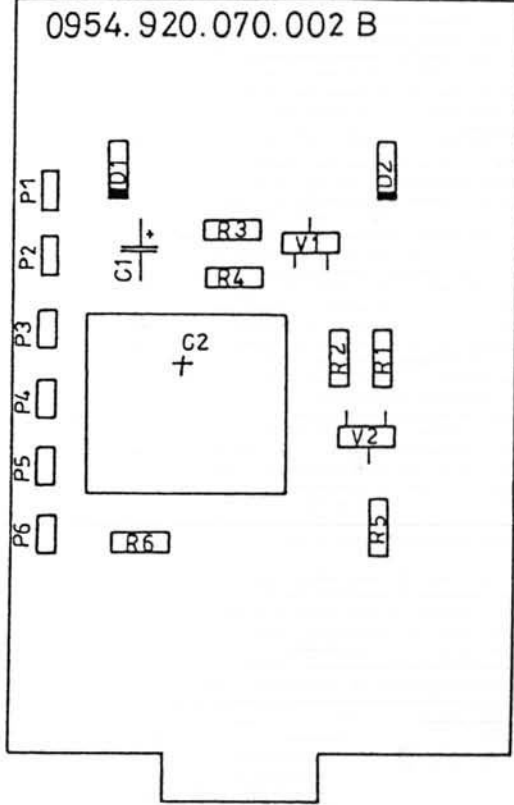 0954.920.070.002 B
D1
D2
P1
R3
V1
P2
C1
+
R4
P3
C2
+
R2
R1
P4
V2
P5
R5
P6
R6